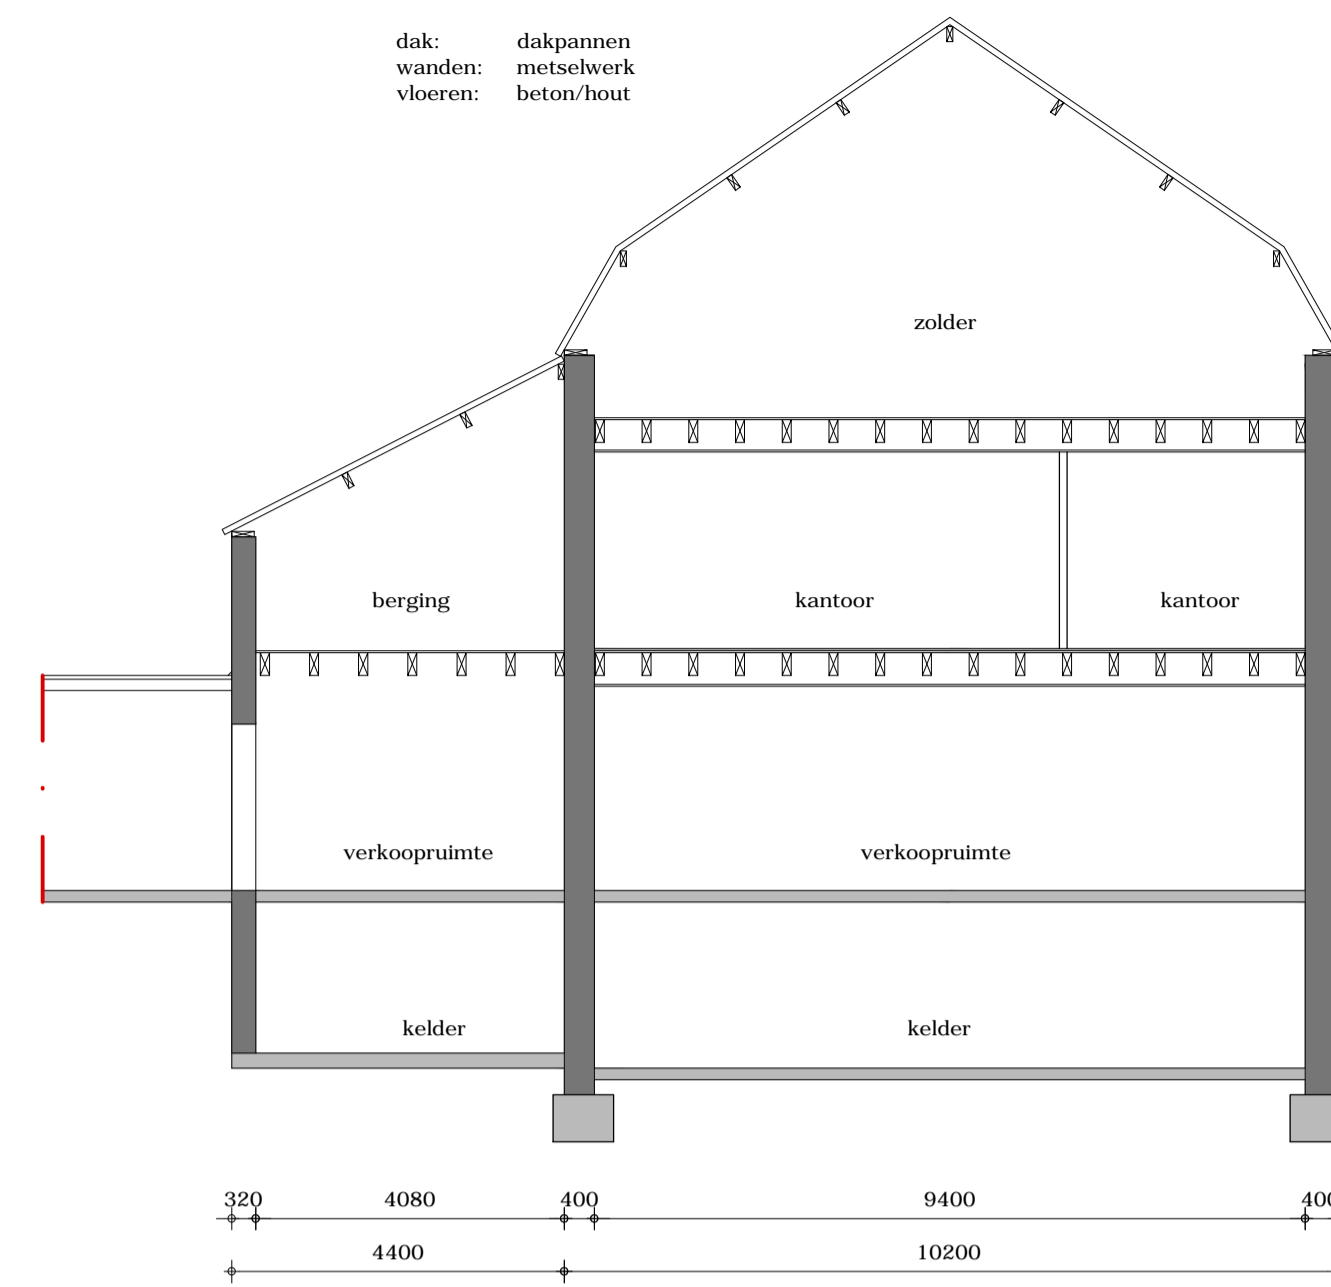 dak: dakpannen
wanden: metselwerk
vloeren: beton/hout
zolder
berging kantoor kantoor
verkoopruimte verkoopruimte
kelder kelder
320 4080 400 9400 400
4400 10200